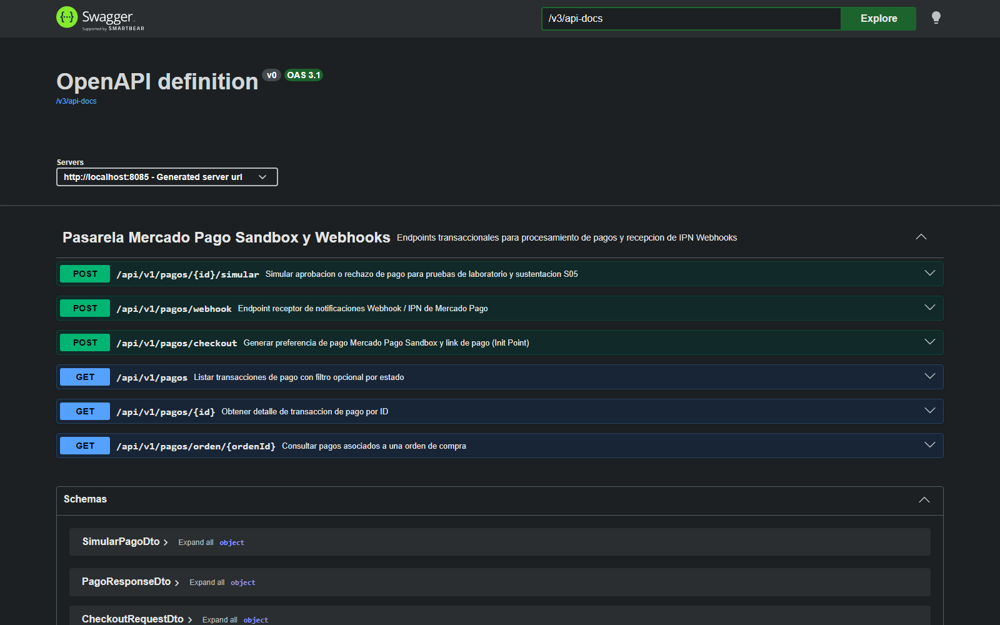 Swagger.
Supported by SMARTBEAR
/v3/api-docs
Explore
OpenAPI definition v0 OAS 3.1
/v3/api-docs
Servers
http://localhost:8085 - Generated server url
Pasarela Mercado Pago Sandbox y Webhooks Endpoints transaccionales para procesamiento de pagos y recepcion de IPN Webhooks
POST /api/v1/pagos/{id}/simular Simular aprobacion o rechazo de pago para pruebas de laboratorio y sustentacion S05
POST /api/v1/pagos/webhook Endpoint receptor de notificaciones Webhook / IPN de Mercado Pago
POST /api/v1/pagos/checkout Generar preferencia de pago Mercado Pago Sandbox y link de pago (Init Point)
GET /api/v1/pagos Listar transacciones de pago con filtro opcional por estado
GET /api/v1/pagos/{id} Obtener detalle de transaccion de pago por ID
GET /api/v1/pagos/orden/{ordenId} Consultar pagos asociados a una orden de compra
Schemas
SimularPagoDto Expand all object
PagoResponseDto Expand all object
CheckoutRequestDto Expand all object